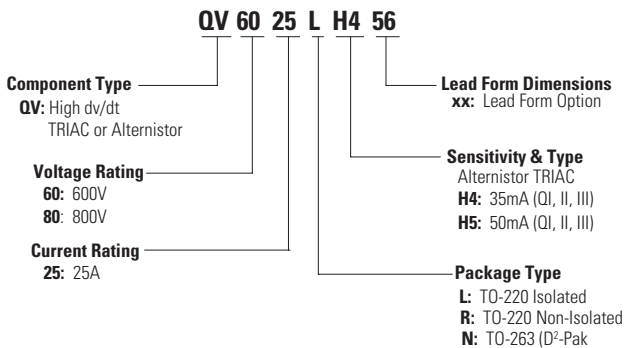 QV 60 25 L H4 56
Component Type
QV: High dv/dt
TRIAC or Alternistor
Voltage Rating
60: 600V
80: 800V
Current Rating
25: 25A
Lead Form Dimensions
xx: Lead Form Option
Sensitivity & Type
Alternistor TRIAC
H4: 35mA (QI, II, III)
H5: 50mA (QI, II, III)
Package Type
L: TO-220 Isolated
R: TO-220 Non-Isolated
N: TO-263 (D²-Pak